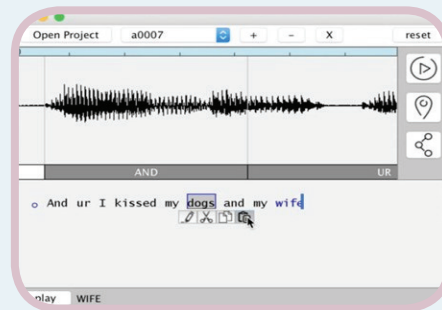 Open Project a0007 + - X reset
AND UR
And ur I kissed my dogs and my wife
play WIFE